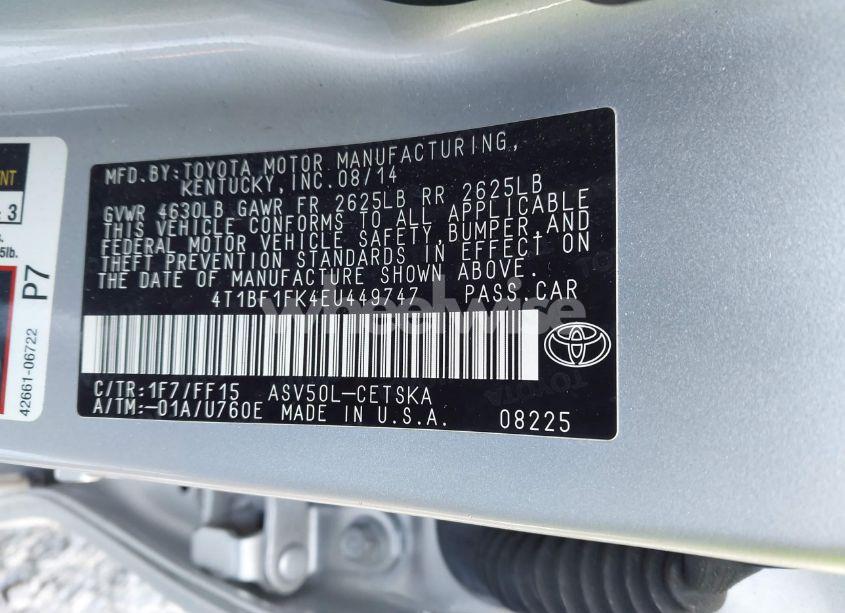 MFD.BY:TOYOTA MOTOR MANUFACTURING,
KENTUCKY,INC.08/14
GVWR 4630LB GAWR FR 2625LB RR 2625LB
THIS VEHICLE CONFORMS TO ALL APPLICABLE
FEDERAL MOTOR VEHICLE SAFETY,BUMPER,AND
THEFT PREVENTION STANDARDS IN EFFECT ON
THE DATE OF MANUFACTURE SHOWN ABOVE.
4T1BF1FK4EU449747 PASS.CAR
wheelwise
C/TR:1F7/FF15 ASV50L-CETSKA
A/TM:-01A/U760E MADE IN U.S.A. 08225
3
5lb.
P7
42661-06722